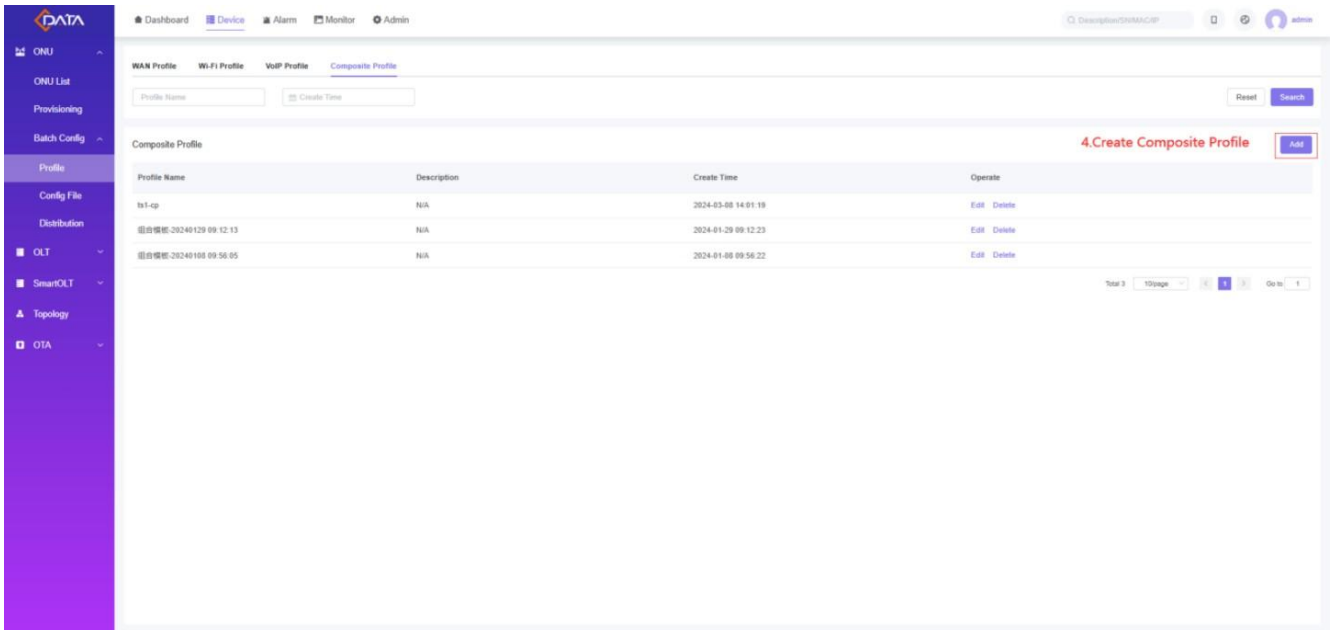 DATA
Dashboard Device Alarm Monitor Admin
Description/SN/MAC/IP
admin
ONU
ONU List
Provisioning
Batch Config
Profile
Config File
Distribution
OLT
SmartOLT
Topology
OTA
WAN Profile Wi-Fi Profile VoIP Profile Composite Profile
Profile Name Create Time Reset Search
Composite Profile 4.Create Composite Profile Add
Profile Name Description Create Time Operate
ts1-cp N/A 2024-03-08 14:01:19 Edit Delete
组合模板-20240129 09:12:13 N/A 2024-01-29 09:12:23 Edit Delete
组合模板-20240108 09:56:05 N/A 2024-01-08 09:56:22 Edit Delete
Total 3 10/page 1 Go to 1